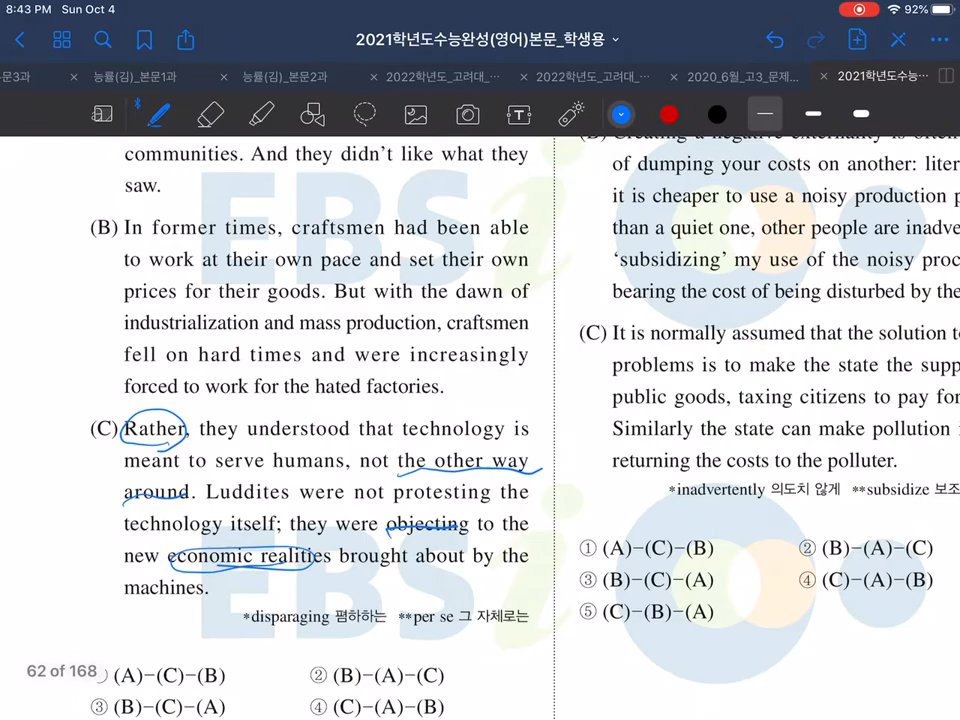 8:43 PM Sun Oct 4
92%
2021학년도수능완성(영어)본문_학생용
문3과
능률(김)_본문1과
능률(김)_본문2과
2022학년도_고려대_…
2022학년도_고려대_…
2020_6월_고3_문제…
2021학년도수능…
communities. And they didn't like what they
saw.
(B) In former times, craftsmen had been able
to work at their own pace and set their own
prices for their goods. But with the dawn of
industrialization and mass production, craftsmen
fell on hard times and were increasingly
forced to work for the hated factories.
(C) Rather, they understood that technology is
meant to serve humans, not the other way
around. Luddites were not protesting the
technology itself; they were objecting to the
new economic realities brought about by the
machines.
*disparaging 폄하하는 **per se 그 자체로는
62 of 168
(A)-(C)-(B)
② (B)-(A)-(C)
③ (B)-(C)-(A)
④ (C)-(A)-(B)
Creating a negative externality is often
of dumping your costs on another: liter
it is cheaper to use a noisy production p
than a quiet one, other people are inadve
'subsidizing' my use of the noisy proc
bearing the cost of being disturbed by the
(C) It is normally assumed that the solution to
problems is to make the state the supp
public goods, taxing citizens to pay for
Similarly the state can make pollution
returning the costs to the polluter.
*inadvertently 의도치 않게 **subsidize 보조
① (A)-(C)-(B)
② (B)-(A)-(C)
③ (B)-(C)-(A)
④ (C)-(A)-(B)
⑤ (C)-(B)-(A)
EBSi
EBSi